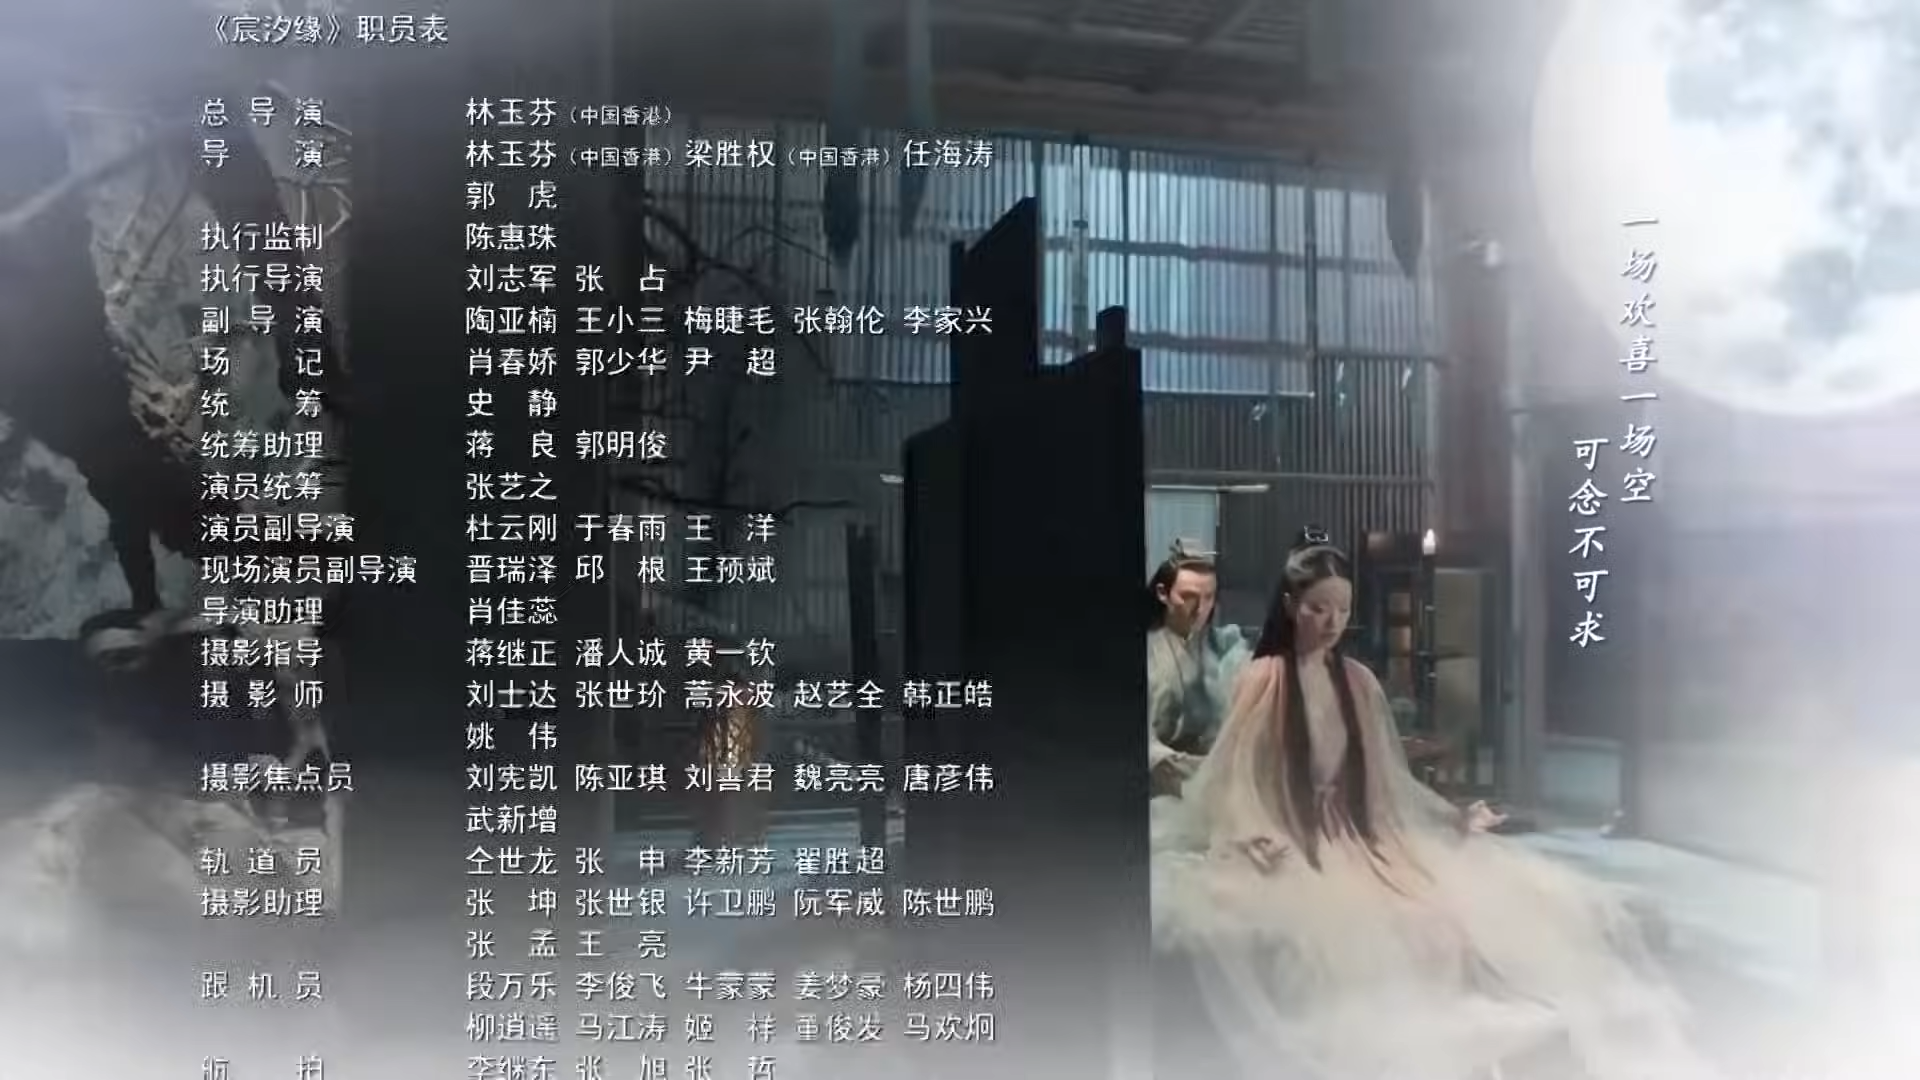 《宸汐缘》职员表
总导演 林玉芬（中国香港）
导演 林玉芬（中国香港） 梁胜权（中国香港） 任海涛
郭虎
执行监制 陈惠珠
执行导演 刘志军 张占
副导演 陶亚楠 王小三 梅睫毛 张翰伦 李家兴
场记 肖春娇 郭少华 尹超
统筹 史静
统筹助理 蒋良 郭明俊
演员统筹 张艺之
演员副导演 杜云刚 于春雨 王洋
现场演员副导演 晋瑞泽 邱根 王预斌
导演助理 肖佳蕊
摄影指导 蒋继正 潘人诚 黄一钦
摄影师 刘士达 张世玠 蒿永波 赵艺全 韩正皓
姚伟
摄影焦点员 刘宪凯 陈亚琪 刘善君 魏亮亮 唐彦伟
武新增
轨道员 仝世龙 张申 李新芳 翟胜超
摄影助理 张坤 张世银 许卫鹏 阮军威 陈世鹏
张孟 王亮
跟机员 段万乐 李俊飞 牛蒙蒙 姜梦豪 杨四伟
柳逍遥 马江涛 姬祥 董俊发 马欢炯
航拍 李继东 张旭 张哲
一场欢喜一场空
可念不可求